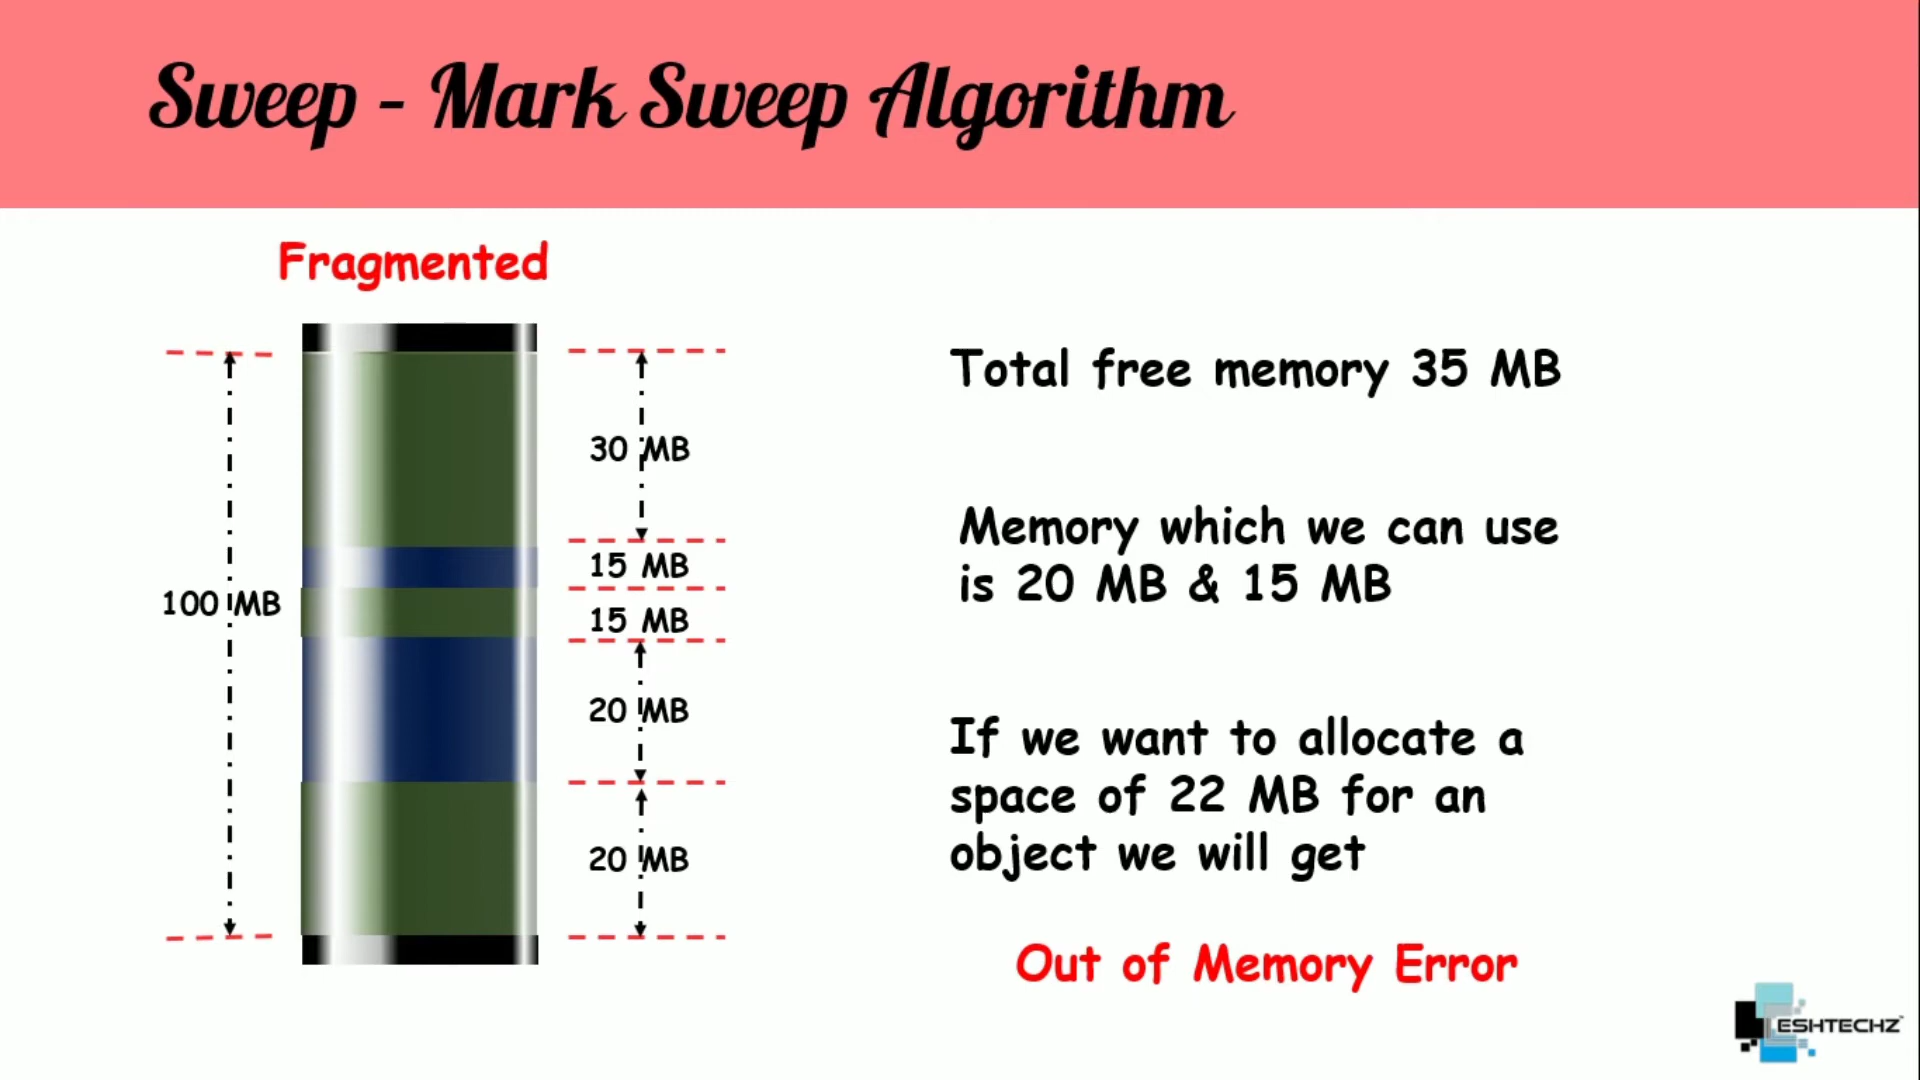 Sweep - Mark Sweep Algorithm
Fragmented
100 MB
30 MB
15 MB
15 MB
20 MB
20 MB
Total free memory 35 MB
Memory which we can use
is 20 MB & 15 MB
If we want to allocate a
space of 22 MB for an
object we will get
Out of Memory Error
ESHTECHZ™